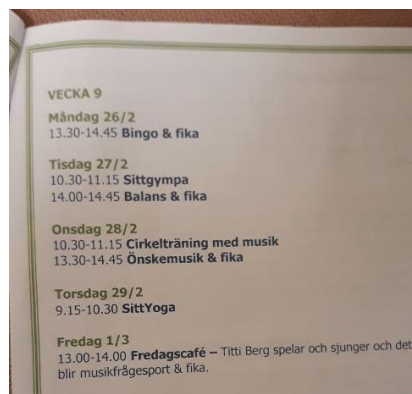 VECKA 9
Måndag 26/2
13.30-14.45 Bingo & fika
Tisdag 27/2
10.30-11.15 Sittgympa
14.00-14.45 Balans & fika
Onsdag 28/2
10.30-11.15 Cirkelträning med musik
13.30-14.45 Önskemusik & fika
Torsdag 29/2
9.15-10.30 SittYoga
Fredag 1/3
13.00-14.00 Fredagscafé – Titti Berg spelar och sjunger och det
blir musikfrågesport & fika.